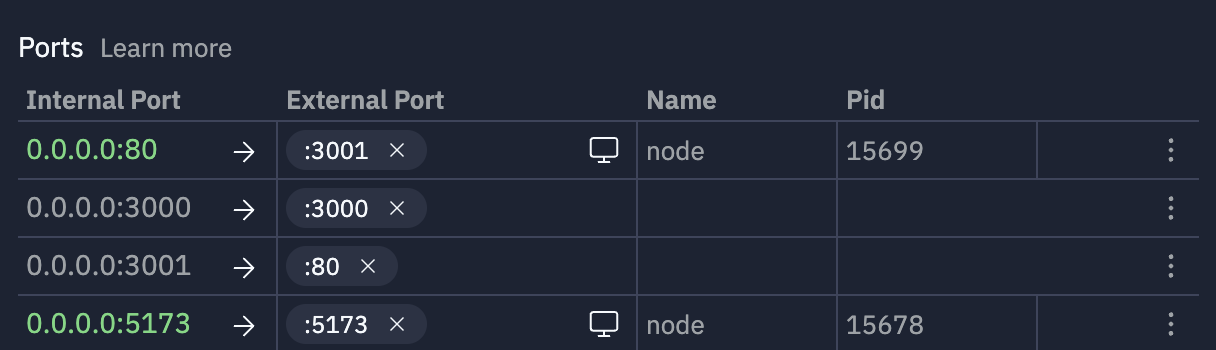 Ports Learn more
Internal Port External Port Name Pid
0.0.0.0:80 → :3001 × node 15699
0.0.0.0:3000 → :3000 ×
0.0.0.0:3001 → :80 ×
0.0.0.0:5173 → :5173 × node 15678